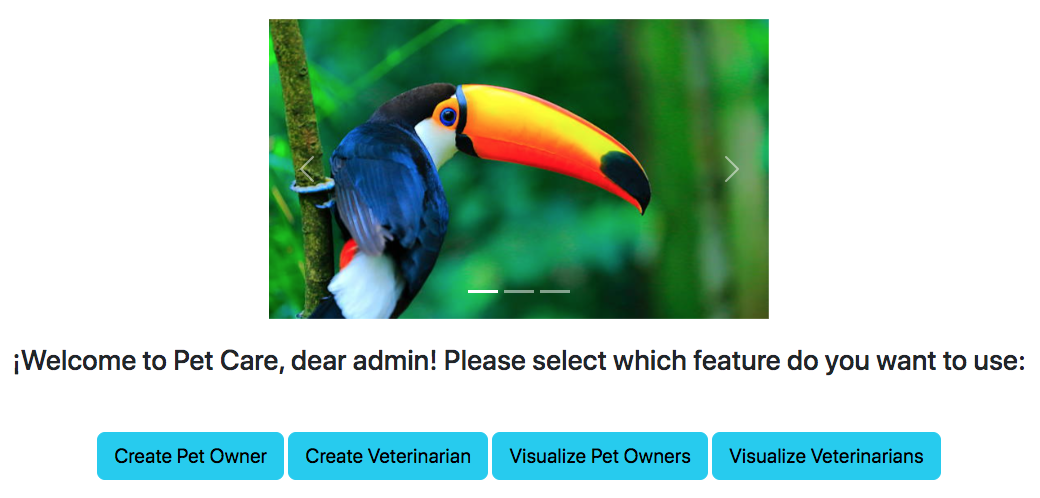 ¡Welcome to Pet Care, dear admin! Please select which feature do you want to use:
Create Pet Owner
Create Veterinarian
Visualize Pet Owners
Visualize Veterinarians